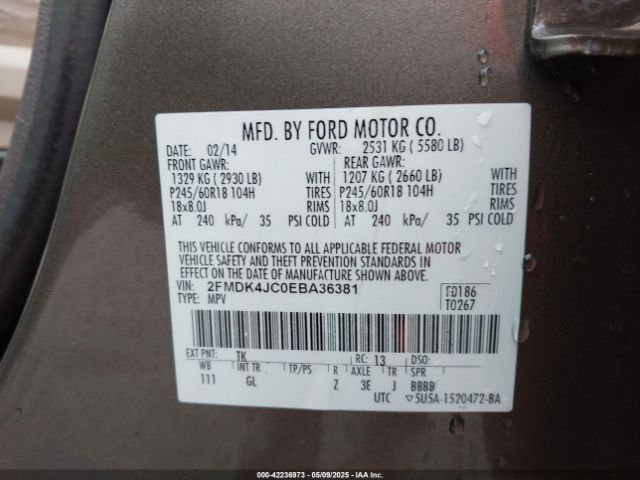 MFD. BY FORD MOTOR CO.
DATE: 02/14 GVWR: 2531 KG ( 5580 LB)
FRONT GAWR: REAR GAWR:
1329 KG ( 2930 LB) WITH 1207 KG ( 2660 LB) WITH
P245/60R18 104H TIRES P245/60R18 104H TIRES
18x8.0J RIMS 18x8.0J RIMS
AT 240 kPa/ 35 PSI COLD AT 240 kPa/ 35 PSI COLD
THIS VEHICLE CONFORMS TO ALL APPLICABLE FEDERAL MOTOR
VEHICLE SAFETY AND THEFT PREVENTION STANDARDS IN
EFFECT ON THE DATE OF MANUFACTURE SHOWN ABOVE.
VIN: 2FMDK4JC0EBA36381 F0186
TYPE: MPV T0267
EXT PNT: TK RC: 13 DSO:
WB INT TR TP/PS R AXLE TR SPR
111 GL Z 3E J BBBB
UTC 5U5A-1520472-BA
000-42236973 - 05/09/2025 - IAA Inc.